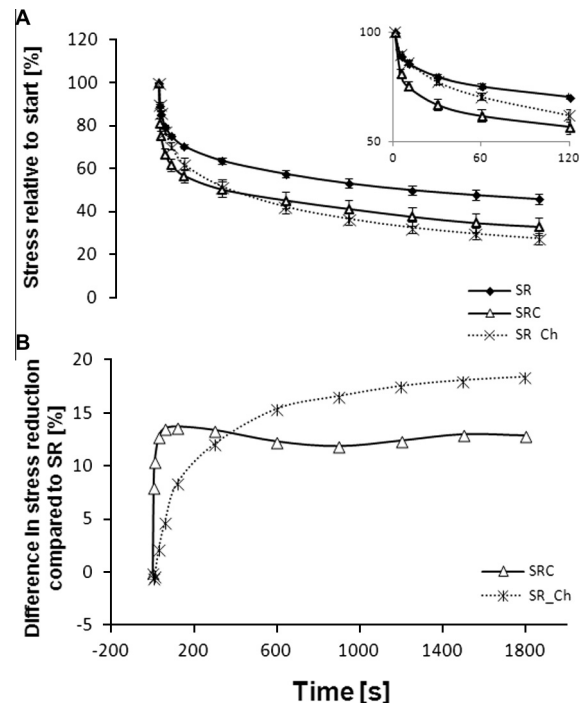 A
Stress relative to start [%]
120
100
80
60
40
20
0
100
50
0
60
120
SR
SRC
SR Ch
B
DIfference In stress reduction
compared to SR [%]
20
15
10
5
0
-5
SRC
SR_Ch
-200
200
600
1000
1400
1800
Time [s]